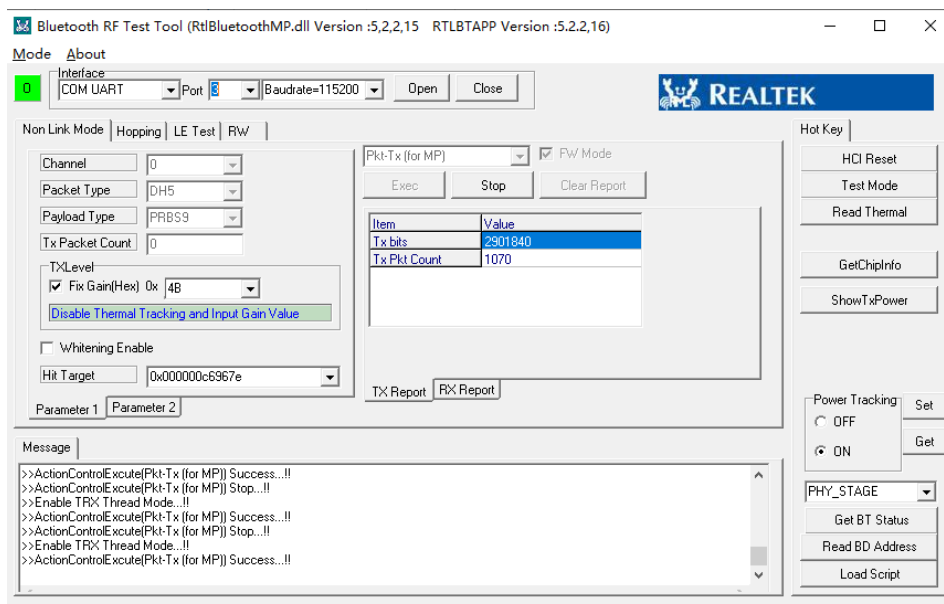 Bluetooth RF Test Tool (RtlBluetoothMP.dll Version :5,2,2,15 RTLBTAPP Version :5.2.2,16)
Mode About
Interface
0 COM UART Port 3 Baudrate=115200 Open Close
REALTEK
Non Link Mode Hopping LE Test RW
Channel 0
Packet Type DH5
Payload Type PRBS9
Tx Packet Count 0
TXLevel
Fix Gain(Hex) 0x 4B
Disable Thermal Tracking and Input Gain Value
Whitening Enable
Hit Target 0x000000c6967e
Parameter 1 Parameter 2
Pkt-Tx (for MP) FW Mode
Exec Stop Clear Report
Item Value
Tx bits 2901840
Tx Pkt Count 1070
TX Report RX Report
Hot Key
HCI Reset
Test Mode
Read Thermal
GetChipInfo
ShowTxPower
Power Tracking
OFF
ON
Set
Get
PHY_STAGE
Get BT Status
Read BD Address
Load Script
Message
>>ActionControlExcute(Pkt-Tx (for MP)) Success...!!
>>ActionControlExcute(Pkt-Tx (for MP)) Stop...!!
>>Enable TRX Thread Mode...!!
>>ActionControlExcute(Pkt-Tx (for MP)) Success...!!
>>ActionControlExcute(Pkt-Tx (for MP)) Stop...!!
>>Enable TRX Thread Mode...!!
>>ActionControlExcute(Pkt-Tx (for MP)) Success...!!